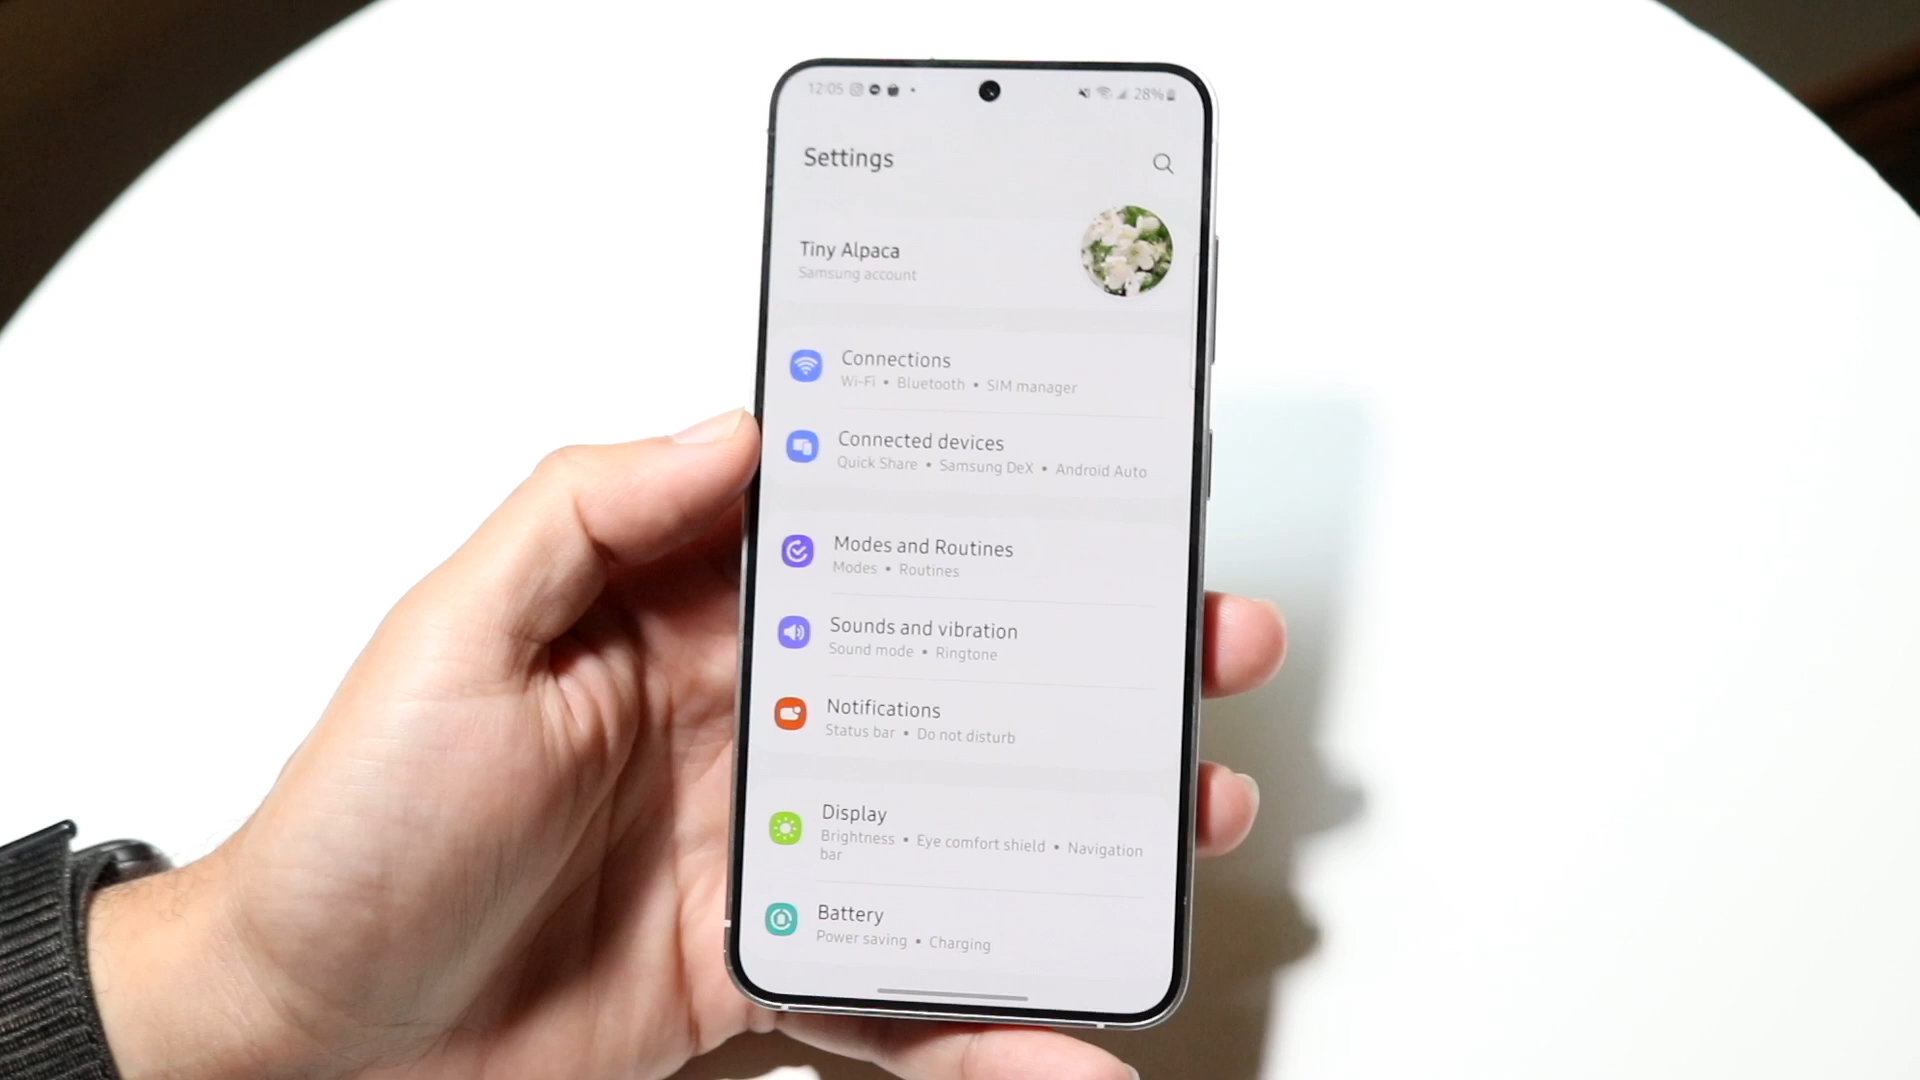 12:05 28%
Settings
Tiny Alpaca
Samsung account
Connections
Wi-Fi • Bluetooth • SIM manager
Connected devices
Quick Share • Samsung DeX • Android Auto
Modes and Routines
Modes • Routines
Sounds and vibration
Sound mode • Ringtone
Notifications
Status bar • Do not disturb
Display
Brightness • Eye comfort shield • Navigation
bar
Battery
Power saving • Charging